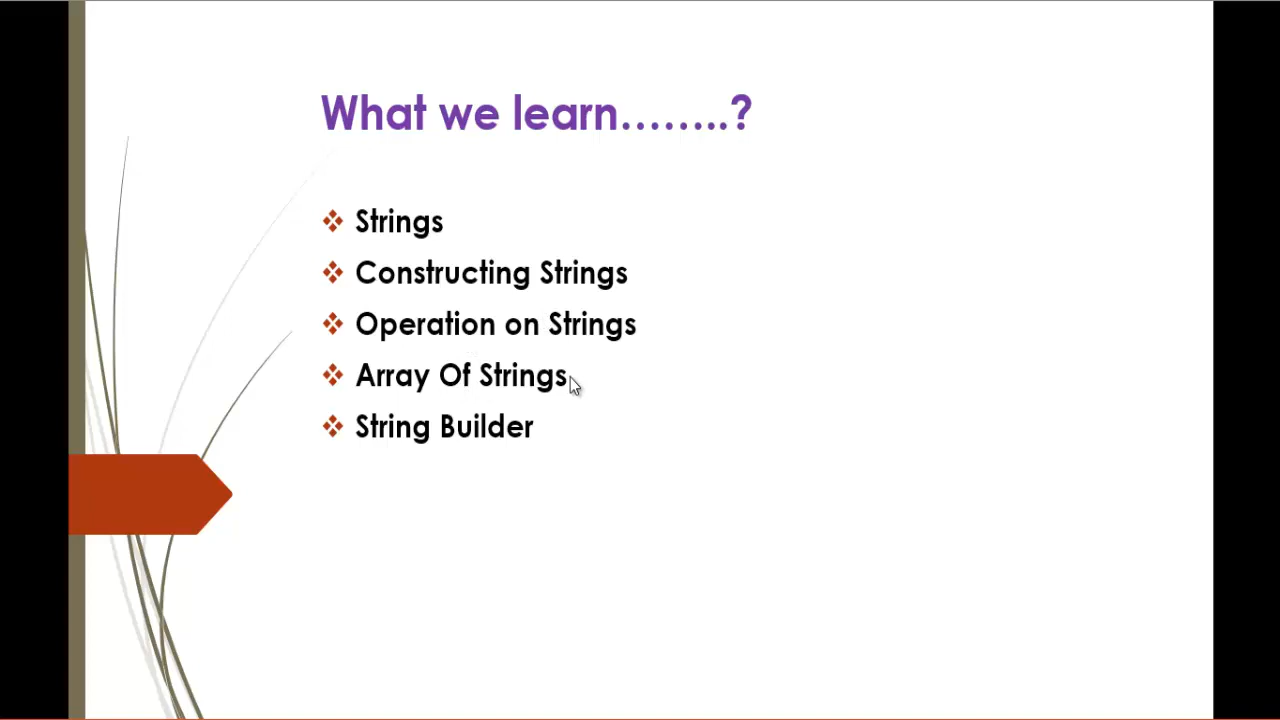 What we learn……..?
Strings
Constructing Strings
Operation on Strings
Array Of Strings
String Builder